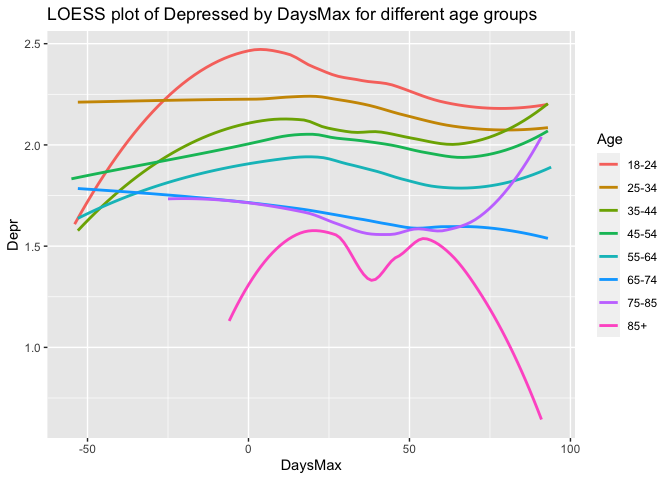 LOESS plot of Depressed by DaysMax for different age groups
2.5
2.0
1.5
1.0
Depr
-50 0 50 100
DaysMax
Age
18-24
25-34
35-44
45-54
55-64
65-74
75-85
85+